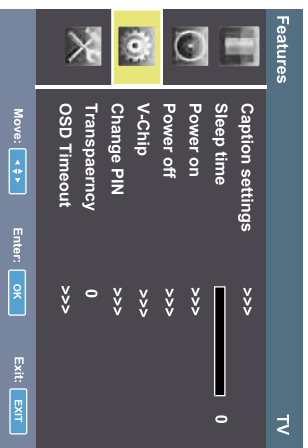 Features TV
Caption settings >>>
Sleep time 0
Power on >>>
Power off >>>
V-Chip >>>
Change PIN >>>
Transpaerncy 0
OSD Timeout >>>
Move: Enter: OK Exit: EXIT